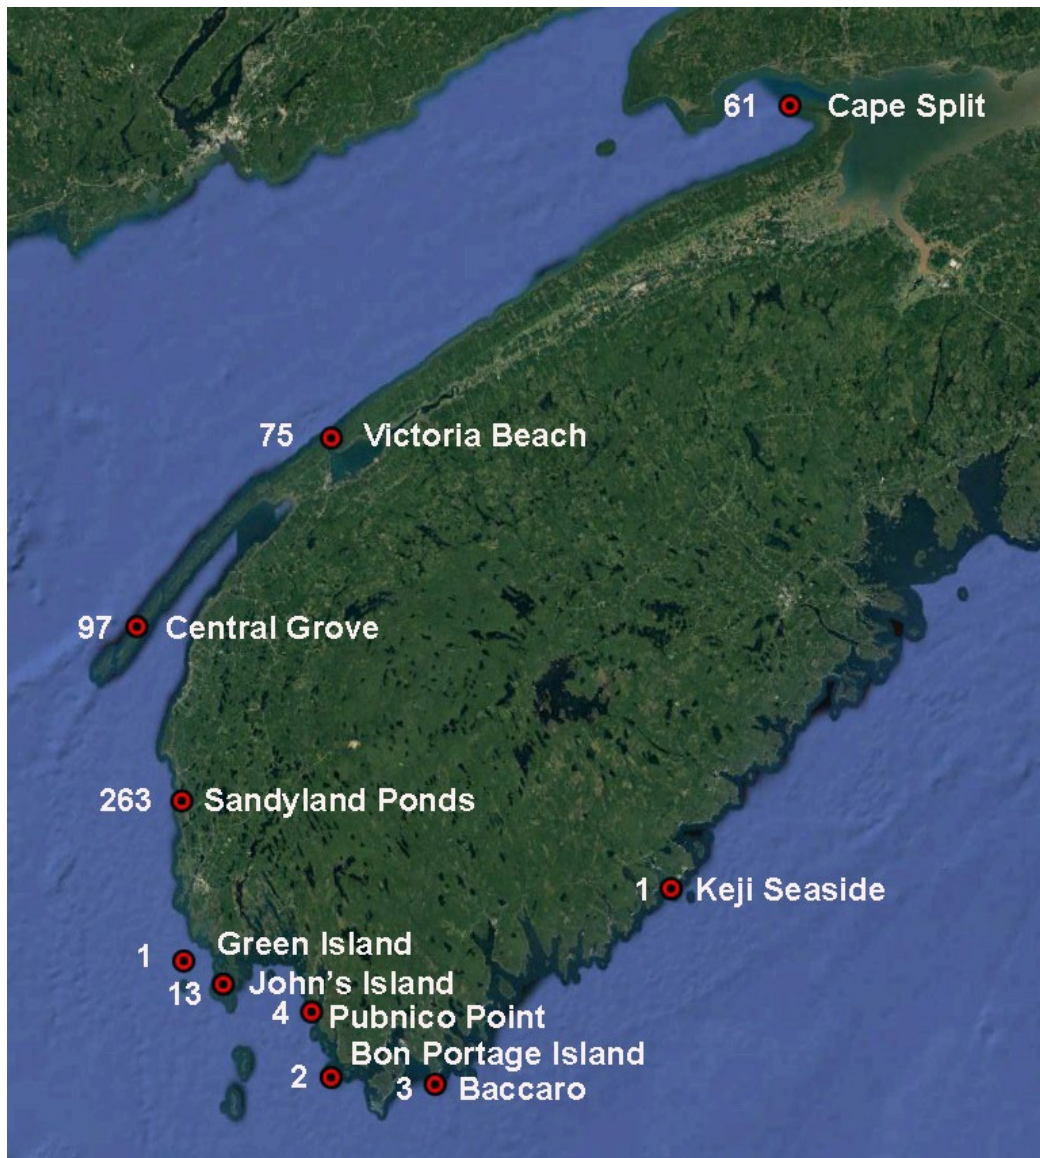 61 Cape Split
75 Victoria Beach
97 Central Grove
263 Sandyland Ponds
1 Keji Seaside
1 Green Island
13 John's Island
4 Pubnico Point
2 Bon Portage Island
3 Baccaro